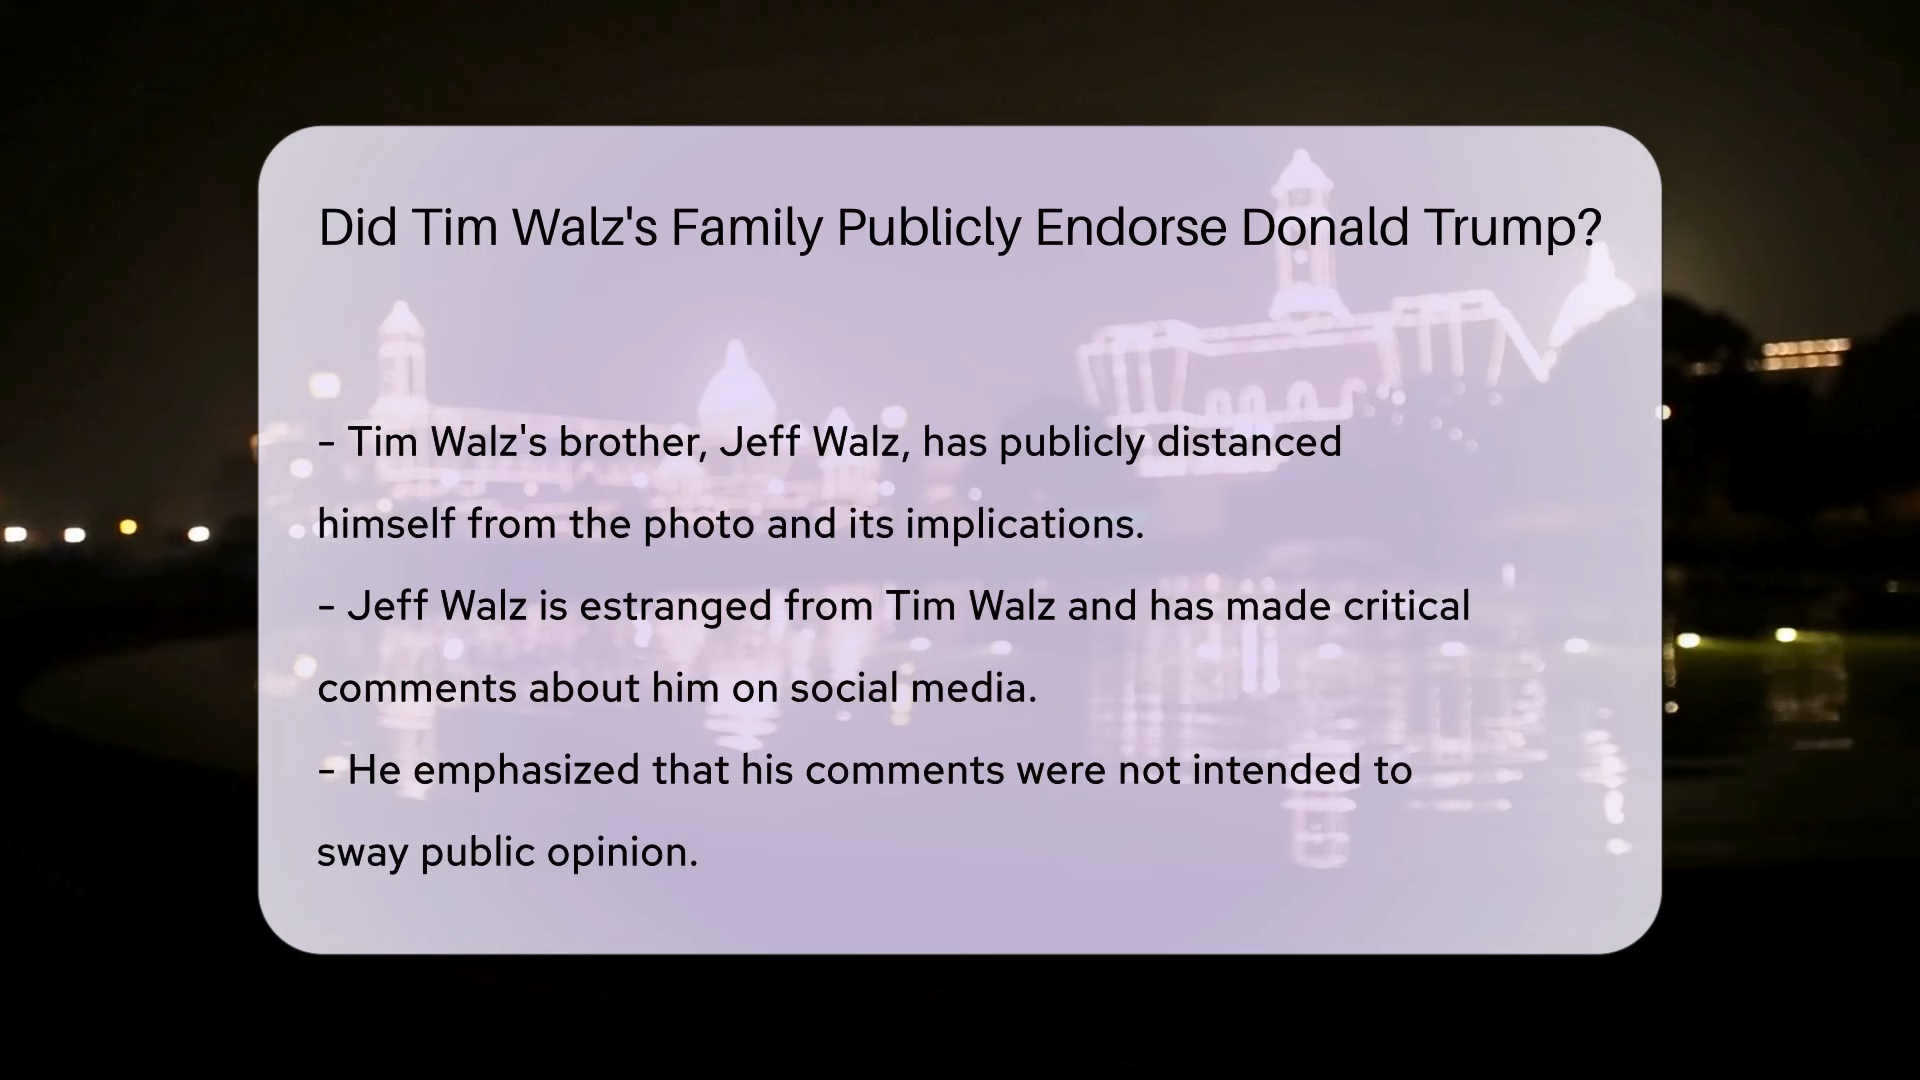 Did Tim Walz's Family Publicly Endorse Donald Trump?
- Tim Walz's brother, Jeff Walz, has publicly distanced
himself from the photo and its implications.
- Jeff Walz is estranged from Tim Walz and has made critical
comments about him on social media.
- He emphasized that his comments were not intended to
sway public opinion.